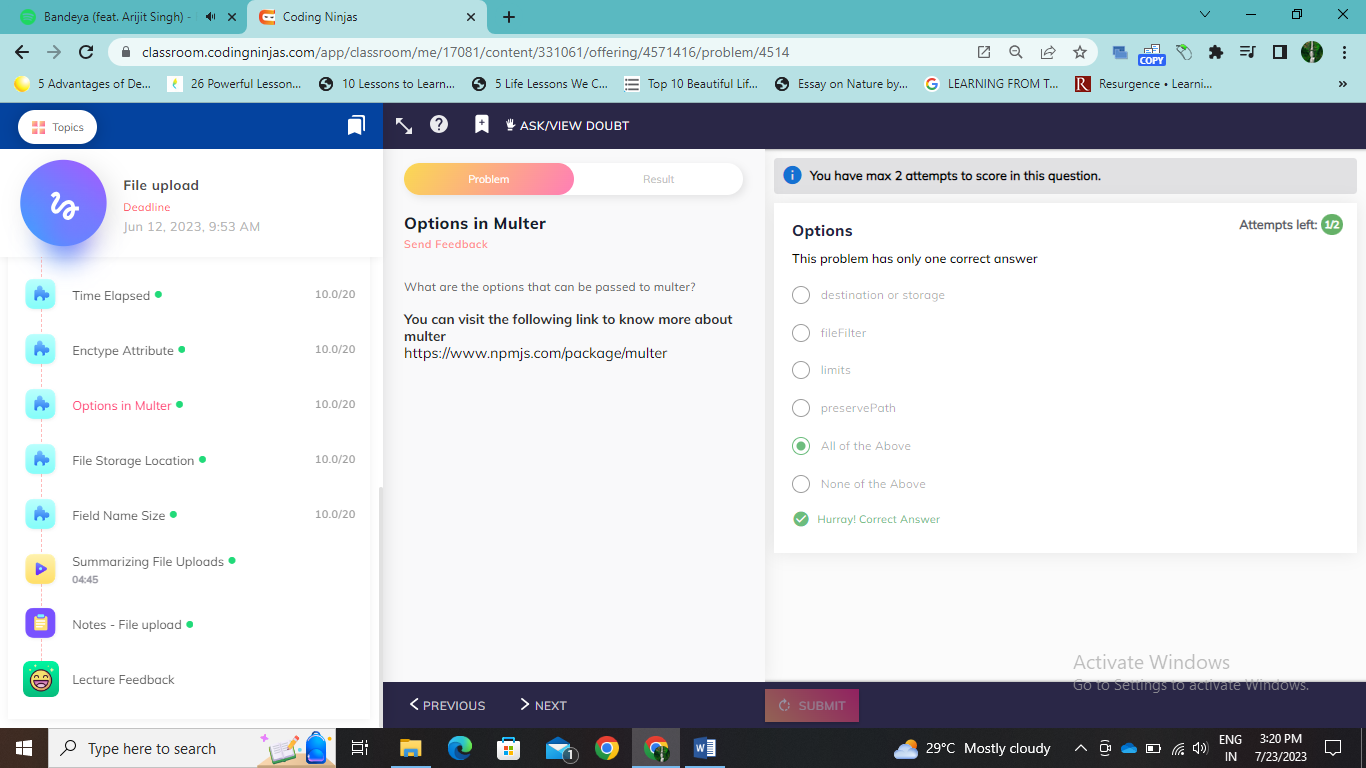 Bandeya (feat. Arijit Singh) -
Coding Ninjas
classroom.codingninjas.com/app/classroom/me/17081/content/331061/offering/4571416/problem/4514
COPY
5 Advantages of De...
26 Powerful Lesson...
10 Lessons to Learn...
5 Life Lessons We C...
Top 10 Beautiful Lif...
Essay on Nature by...
LEARNING FROM T...
Resurgence • Learni...
Topics
ASK/VIEW DOUBT
File upload
Deadline
Jun 12, 2023, 9:53 AM
Time Elapsed
10.0/20
Enctype Attribute
10.0/20
Options in Multer
10.0/20
File Storage Location
10.0/20
Field Name Size
10.0/20
Summarizing File Uploads
04:45
Notes - File upload
Lecture Feedback
Problem
Result
Options in Multer
Send Feedback
What are the options that can be passed to multer?
You can visit the following link to know more about
multer
https://www.npmjs.com/package/multer
You have max 2 attempts to score in this question.
Options
Attempts left: 1/2
This problem has only one correct answer
destination or storage
fileFilter
limits
preservePath
All of the Above
None of the Above
Hurray! Correct Answer
Activate Windows
Go to Settings to activate Windows.
PREVIOUS
NEXT
SUBMIT
Type here to search
1
29°C Mostly cloudy
ENG
IN
3:20 PM
7/23/2023